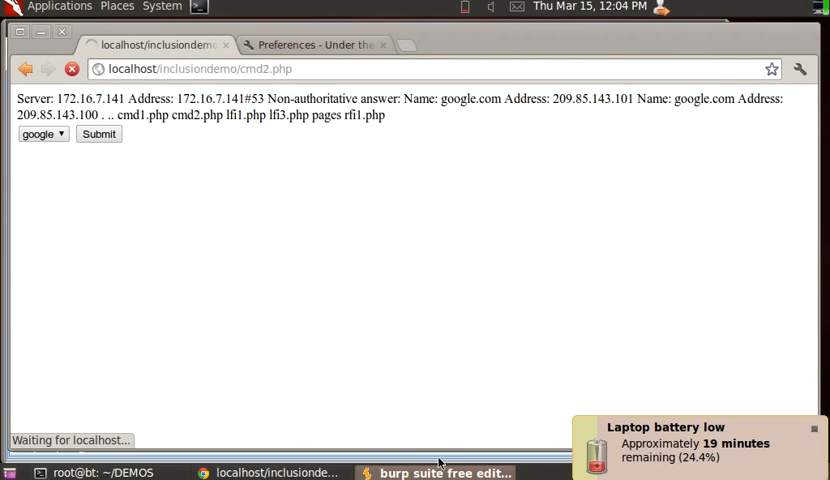 Applications Places System Thu Mar 15, 12:04 PM
localhost/inclusiondemo Preferences - Under the
localhost/inclusiondemo/cmd2.php
Server: 172.16.7.141 Address: 172.16.7.141#53 Non-authoritative answer: Name: google.com Address: 209.85.143.101 Name: google.com Address:
209.85.143.100 . .. cmd1.php cmd2.php lfi1.php lfi3.php pages rfi1.php
google Submit
Laptop battery low
Approximately 19 minutes
remaining (24.4%)
Waiting for localhost...
root@bt: ~/DEMOS localhost/inclusionde... burp suite free edit...